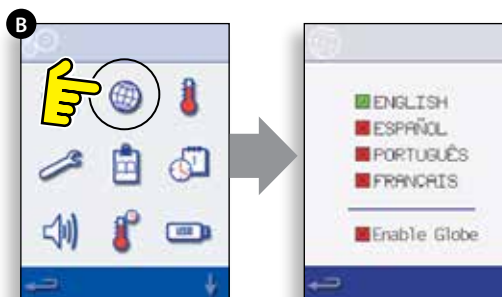 B
USB
ENGLISH
ESPAÑOL
PORTUGUÊS
FRANCAIS
Enable Globe